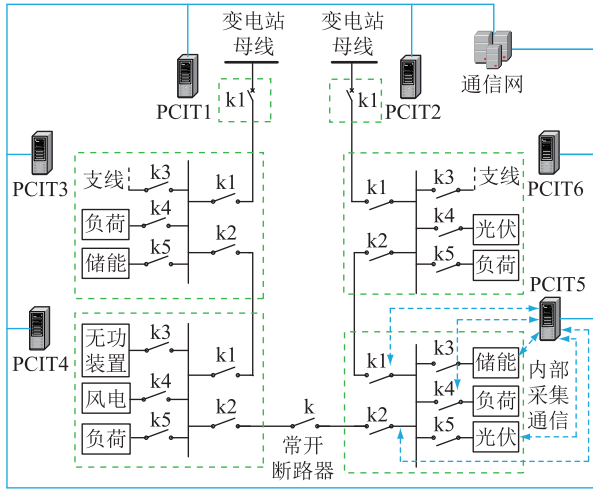 变电站
母线
变电站
母线
通信网
PCIT1
k1
k1
PCIT2
PCIT3
支线
k3
k1
负荷
k4
储能
k5
k2
k1
k3
支线
k4
光伏
k2
k5
负荷
PCIT6
PCIT4
无功
装置
k3
k1
风电
k4
负荷
k5
k2
k
常开
断路器
k1
k3
储能
k4
负荷
k2
k5
光伏
PCIT5
内部
采集
通信